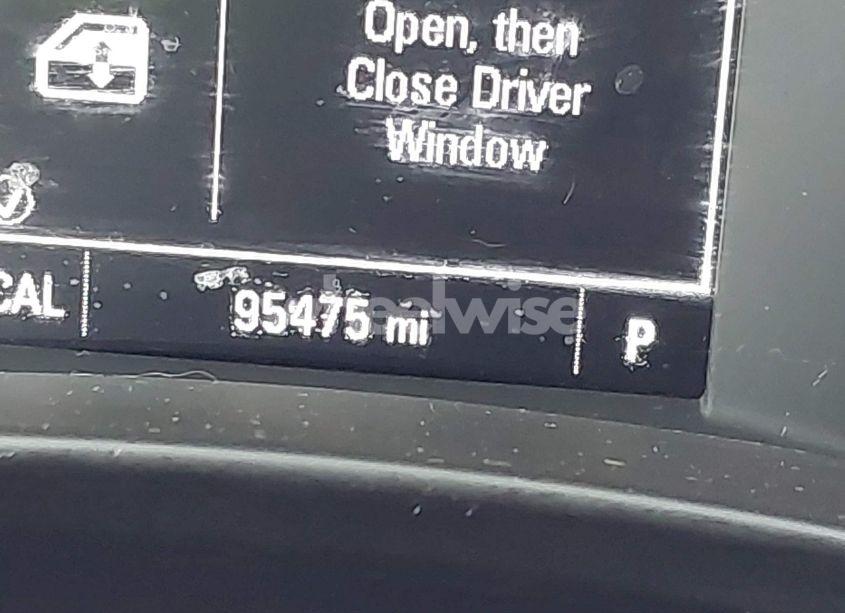 Open, then
Close Driver
Window
CAL
95475 mi
P